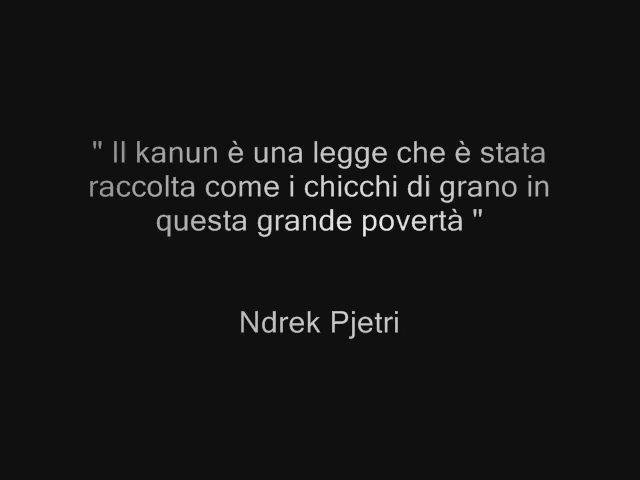 " Il kanun è una legge che è stata
raccolta come i chicchi di grano in
questa grande povertà "
Ndrek Pjetri